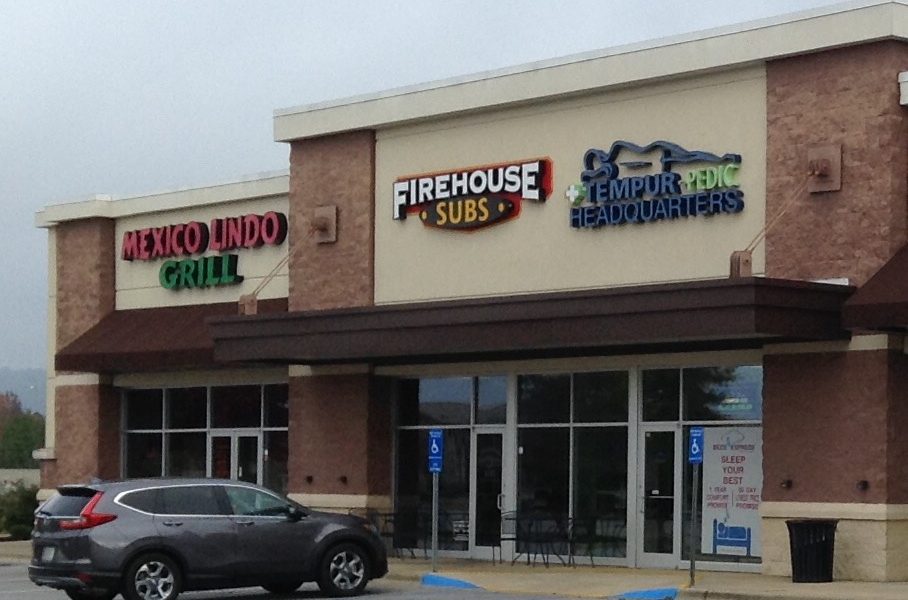 MEXICO LINDO
GRILL
FIREHOUSE
SUBS
TEMPUR-PEDIC
HEADQUARTERS
SLEEP
YOUR
BEST